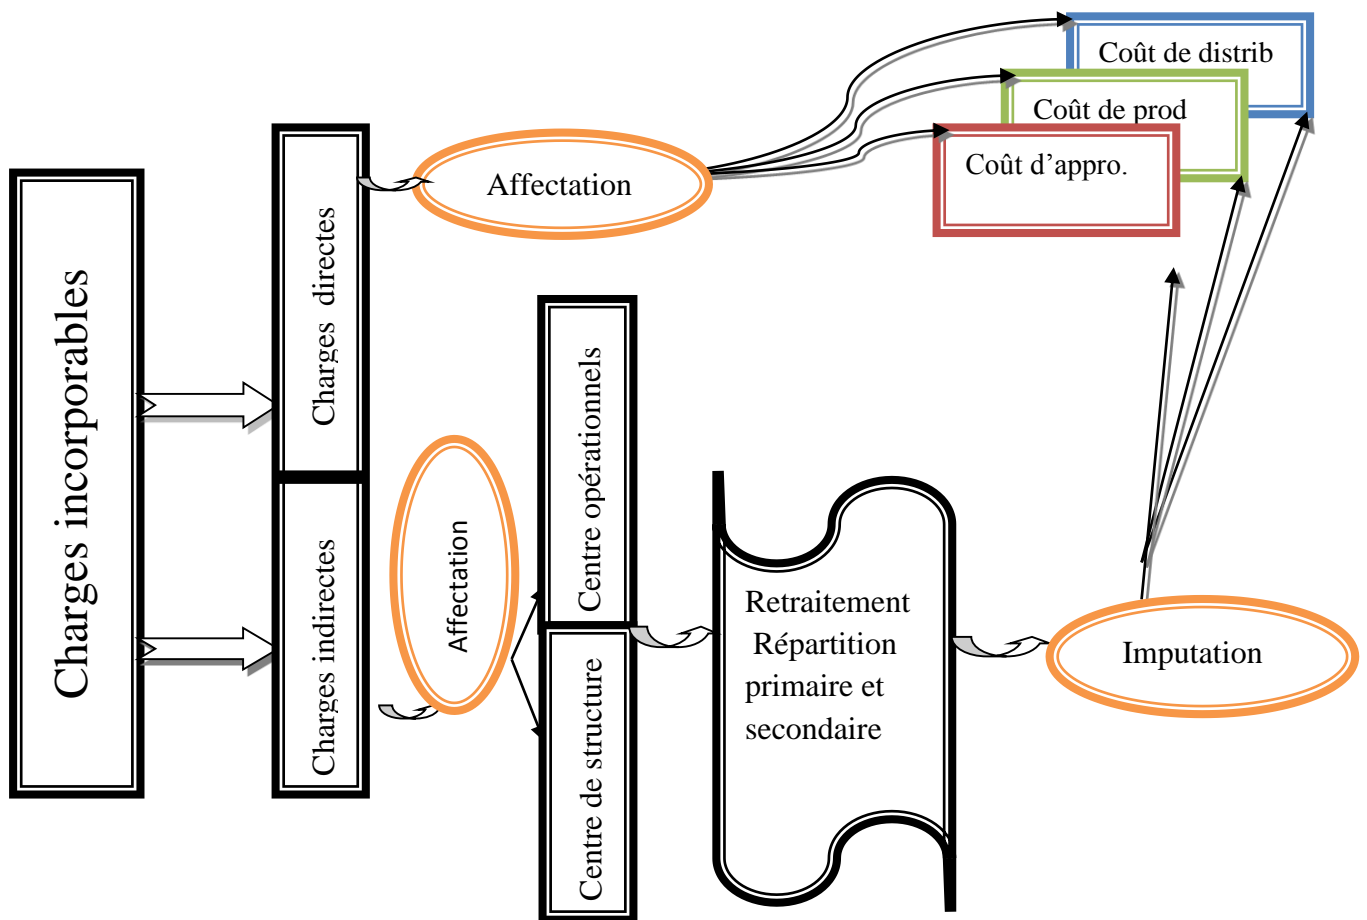 Charges incorporables
Charges directes
Charges indirectes
Affectation
Coût de distrib
Coût de prod
Coût d’appro.
Affectation
Centre opérérationnels
Centre de structure
Retraitement
Répartition
primaire et
secondaire
Imputation